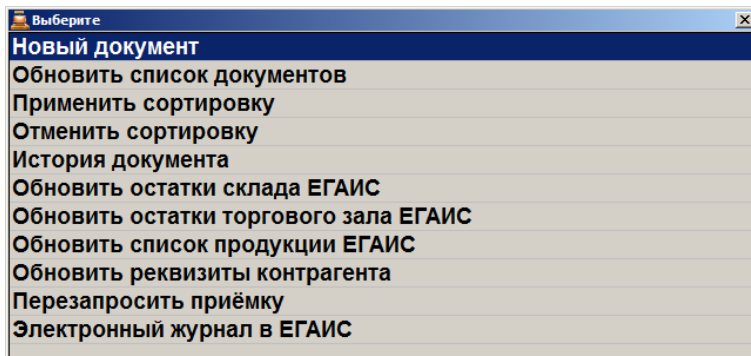 Выберите
Новый документ
Обновить список документов
Применить сортировку
Отменить сортировку
История документа
Обновить остатки склада ЕГАИС
Обновить остатки торгового зала ЕГАИС
Обновить список продукции ЕГАИС
Обновить реквизиты контрагента
Перезапросить приёмку
Электронный журнал в ЕГАИС